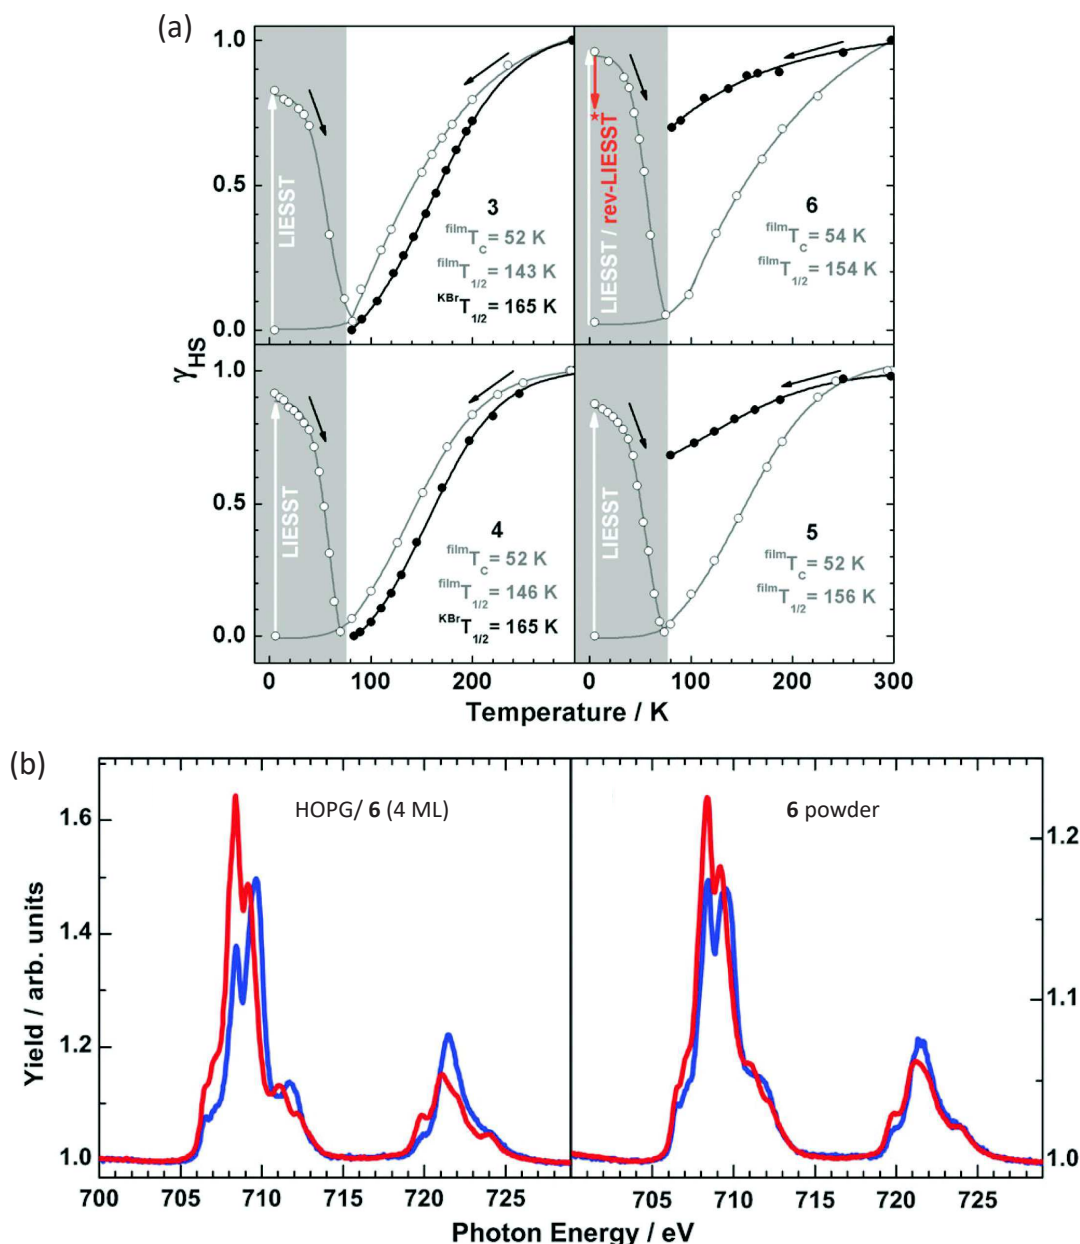 (a)
1.0
0.5
0.0
LIESST
3
filmTC = 52 K
filmT1/2 = 143 K
KBrT1/2 = 165 K
LIESST / rev-LIESST
6
filmTC = 54 K
filmT1/2 = 154 K
γHS
1.0
0.5
0.0
LIESST
4
filmTC = 52 K
filmT1/2 = 146 K
KBrT1/2 = 165 K
LIESST
5
filmTC = 52 K
filmT1/2 = 156 K
0 100 200 0 100 200 300
Temperature / K
(b)
HOPG/ 6 (4 ML)
6 powder
1.6
1.4
1.2
1.0
Yield / arb. units
1.2
1.1
1.0
700 705 710 715 720 725 705 710 715 720 725
Photon Energy / eV